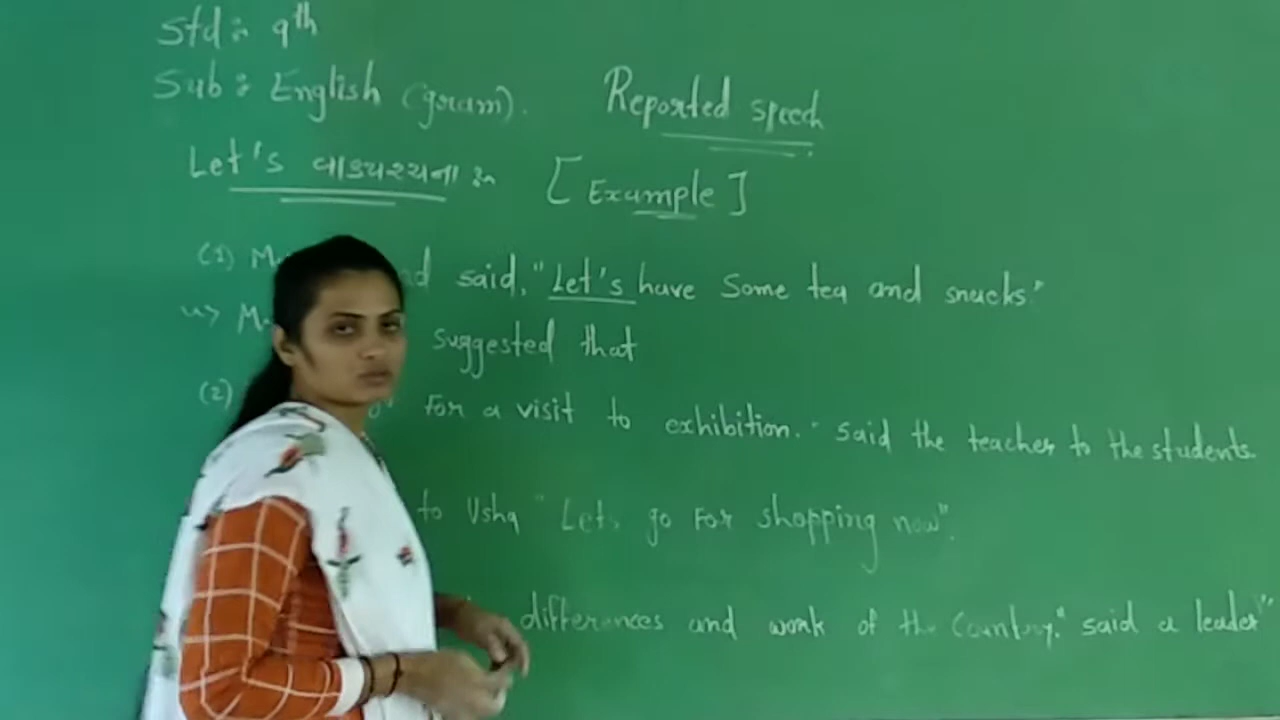 Std :- 9th
Sub : English (gram). Reported speech
Let's વાક્યરચના :- [Example]
(1) said, "Let's have some tea and snacks."
suggested that
(2) For a visit to exhibition." said the teacher to the students.
to Usha "Lets go For shopping now".
differences and work of the Country." said a leader"